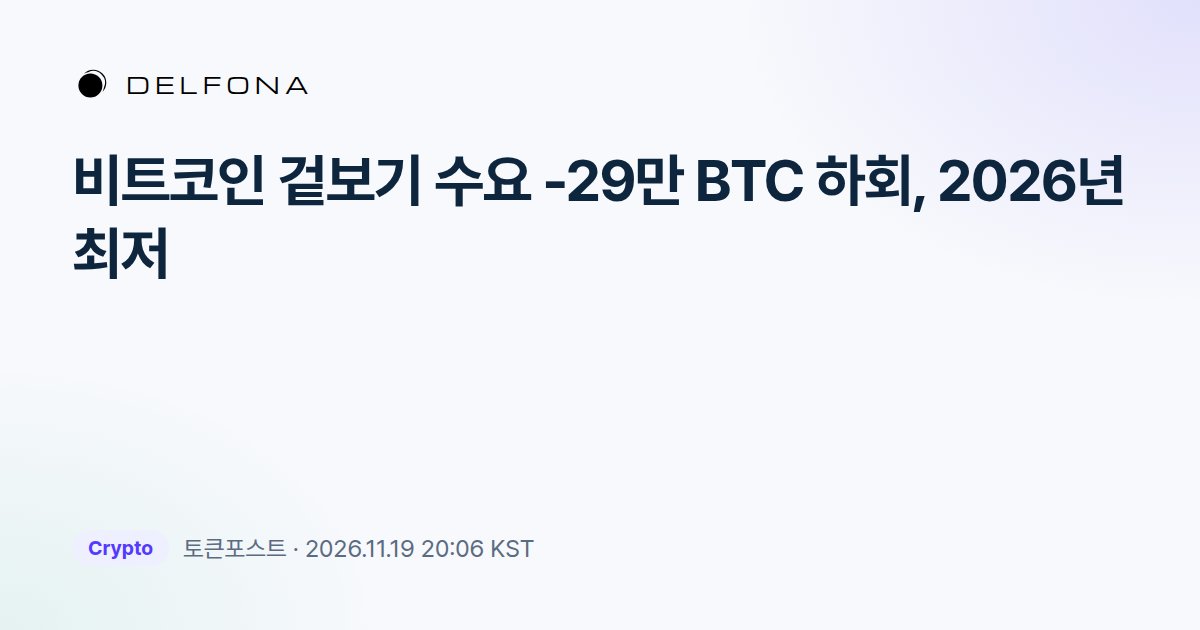 DELFONA
비트코인 겉보기 수요 -29만 BTC 하회, 2026년
최저
Crypto 토큰포스트 · 2026.11.19 20:06 KST